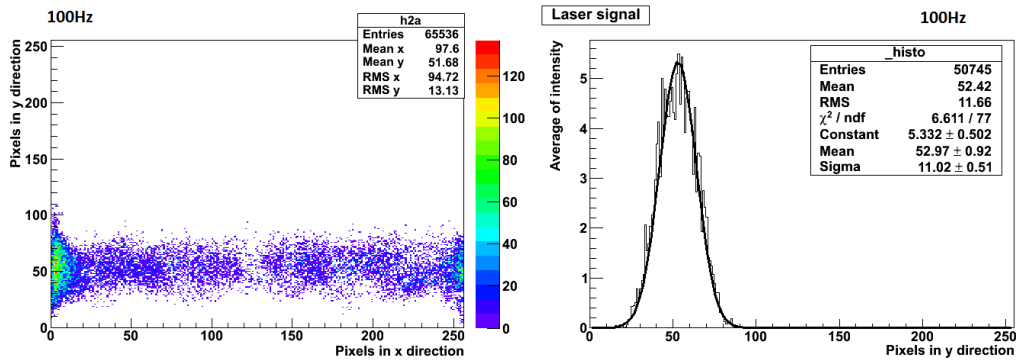 100Hz
h2a
Entries 65536
Mean x 97.6
Mean y 51.68
RMS x 94.72
RMS y 13.13
Pixels in y direction
250
200
150
100
50
0
0 50 100 150 200 250
Pixels in x direction
120
100
80
60
40
20
0
Laser signal
100Hz
_histo
Entries 50745
Mean 52.42
RMS 11.66
χ² / ndf 6.611 / 77
Constant 5.332 ± 0.502
Mean 52.97 ± 0.92
Sigma 11.02 ± 0.51
Average of intensity
5
4
3
2
1
0
0 50 100 150 200 250
Pixels in y direction